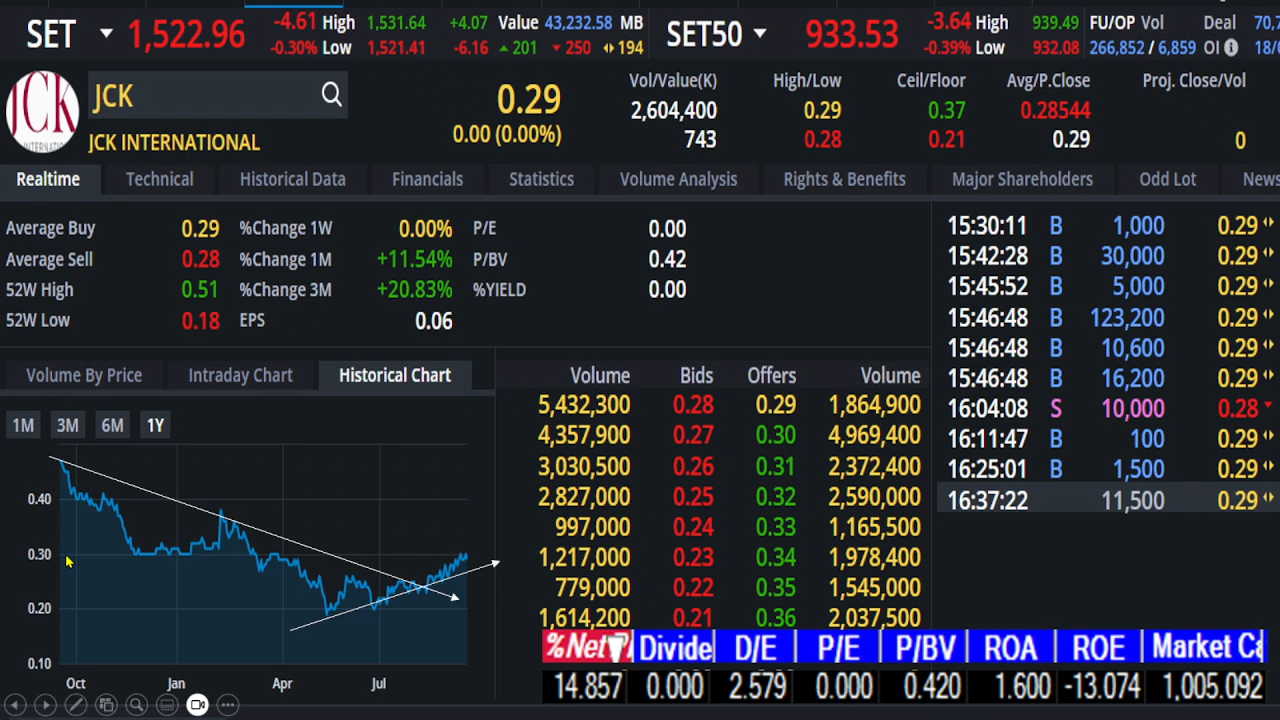 SET 1,522.96 -4.61 High 1,531.64 +4.07 Value 43,232.58 MB SET50 933.53 -3.64 High 939.49 FU/OP Vol Deal
-0.30% Low 1,521.41 -6.16 201 250 194 -0.39% Low 932.08 266,852 / 6,859 OI
JCK
JCK 0.29
JCK INTERNATIONAL 0.00 (0.00%)
Vol/Value(K) High/Low Ceil/Floor Avg/P.Close Proj. Close/Vol
2,604,400 0.29 0.37 0.28544
743 0.28 0.21 0.29 0
Realtime Technical Historical Data Financials Statistics Volume Analysis Rights & Benefits Major Shareholders Odd Lot News
Average Buy 0.29 %Change 1W 0.00% P/E 0.00
Average Sell 0.28 %Change 1M +11.54% P/BV 0.42
52W High 0.51 %Change 3M +20.83% %YIELD 0.00
52W Low 0.18 EPS 0.06
15:30:11 B 1,000 0.29
15:42:28 B 30,000 0.29
15:45:52 B 5,000 0.29
15:46:48 B 123,200 0.29
15:46:48 B 10,600 0.29
15:46:48 B 16,200 0.29
16:04:08 S 10,000 0.28
16:11:47 B 100 0.29
16:25:01 B 1,500 0.29
16:37:22 11,500 0.29
Volume By Price Intraday Chart Historical Chart
1M 3M 6M 1Y
0.40
0.30
0.20
0.10
Oct Jan Apr Jul
Volume Bids Offers Volume
5,432,300 0.28 0.29 1,864,900
4,357,900 0.27 0.30 4,969,400
3,030,500 0.26 0.31 2,372,400
2,827,000 0.25 0.32 2,590,000
997,000 0.24 0.33 1,165,500
1,217,000 0.23 0.34 1,978,400
779,000 0.22 0.35 1,545,000
1,614,200 0.21 0.36 2,037,500
%Net Divide D/E P/E P/BV ROA ROE Market Ca
14.857 0.000 2.579 0.000 0.420 1.600 -13.074 1,005.092